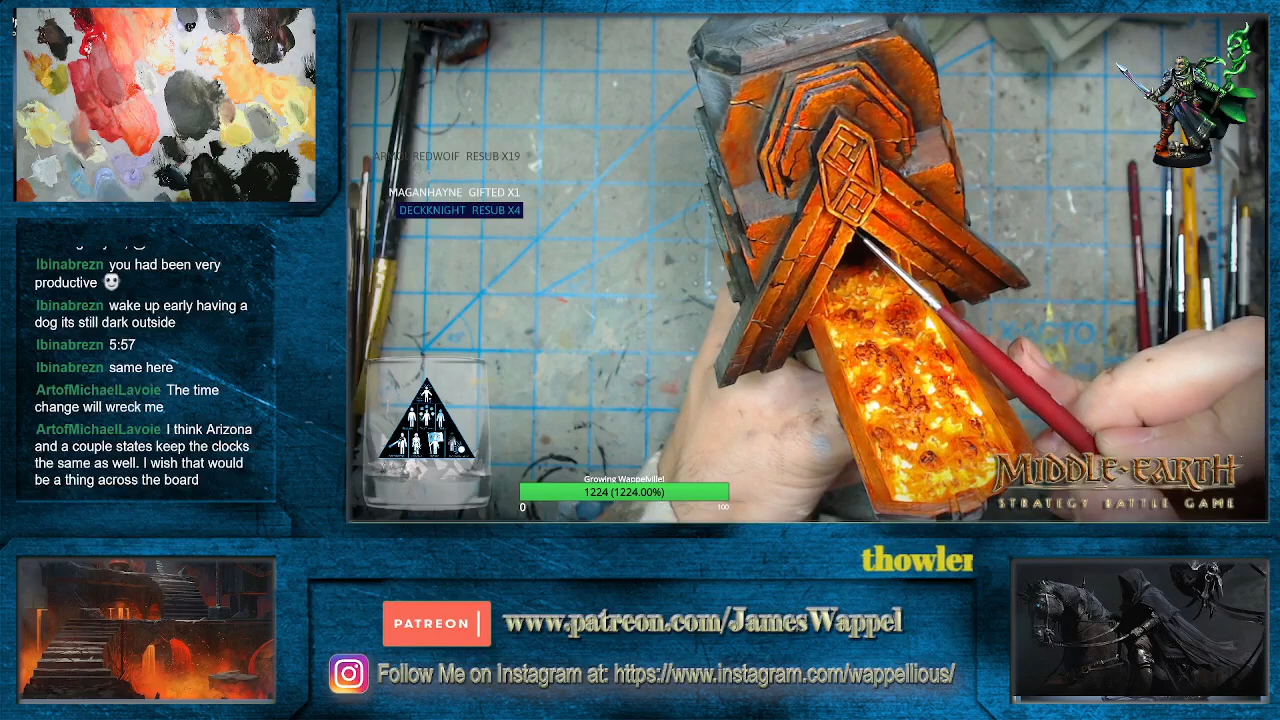 Ibinabrezn you had been very
productive
Ibinabrezn wake up early having a
dog its still dark outside
Ibinabrezn 5:57
Ibinabrezn same here
ArtofMichaelLavoie The time
change will wreck me
ArtofMichaelLavoie I think Arizona
and a couple states keep the clocks
the same as well. I wish that would
be a thing across the board
REDWOIF RESUB X19
MAGANHAYNE GIFTED X1
DECKKNIGHT RESUB X4
X-ACTO
Growing Wappelville!
1224 (1224.00%)
0 100
MIDDLE-EARTH
STRATEGY BATTLE GAME
thowler
PATREON
www.patreon.com/JamesWappel
Follow Me on Instagram at: https://www.instagram.com/wappellious/